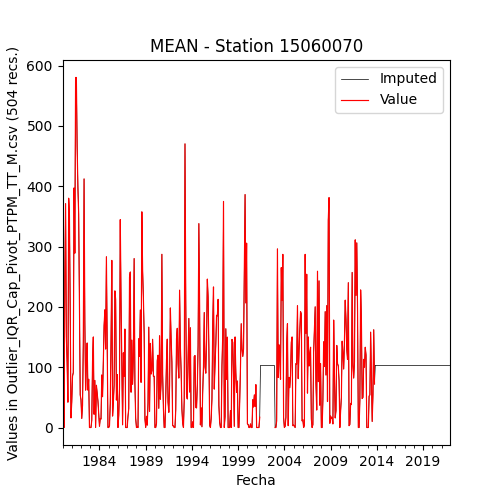 MEAN - Station 15060070
Values in Outlier_IQR_Cap_Pivot_PTPM_TT_M.csv (504 recs.)
600
500
400
300
200
100
0
Imputed
Value
1984 1989 1994 1999 2004 2009 2014 2019
Fecha